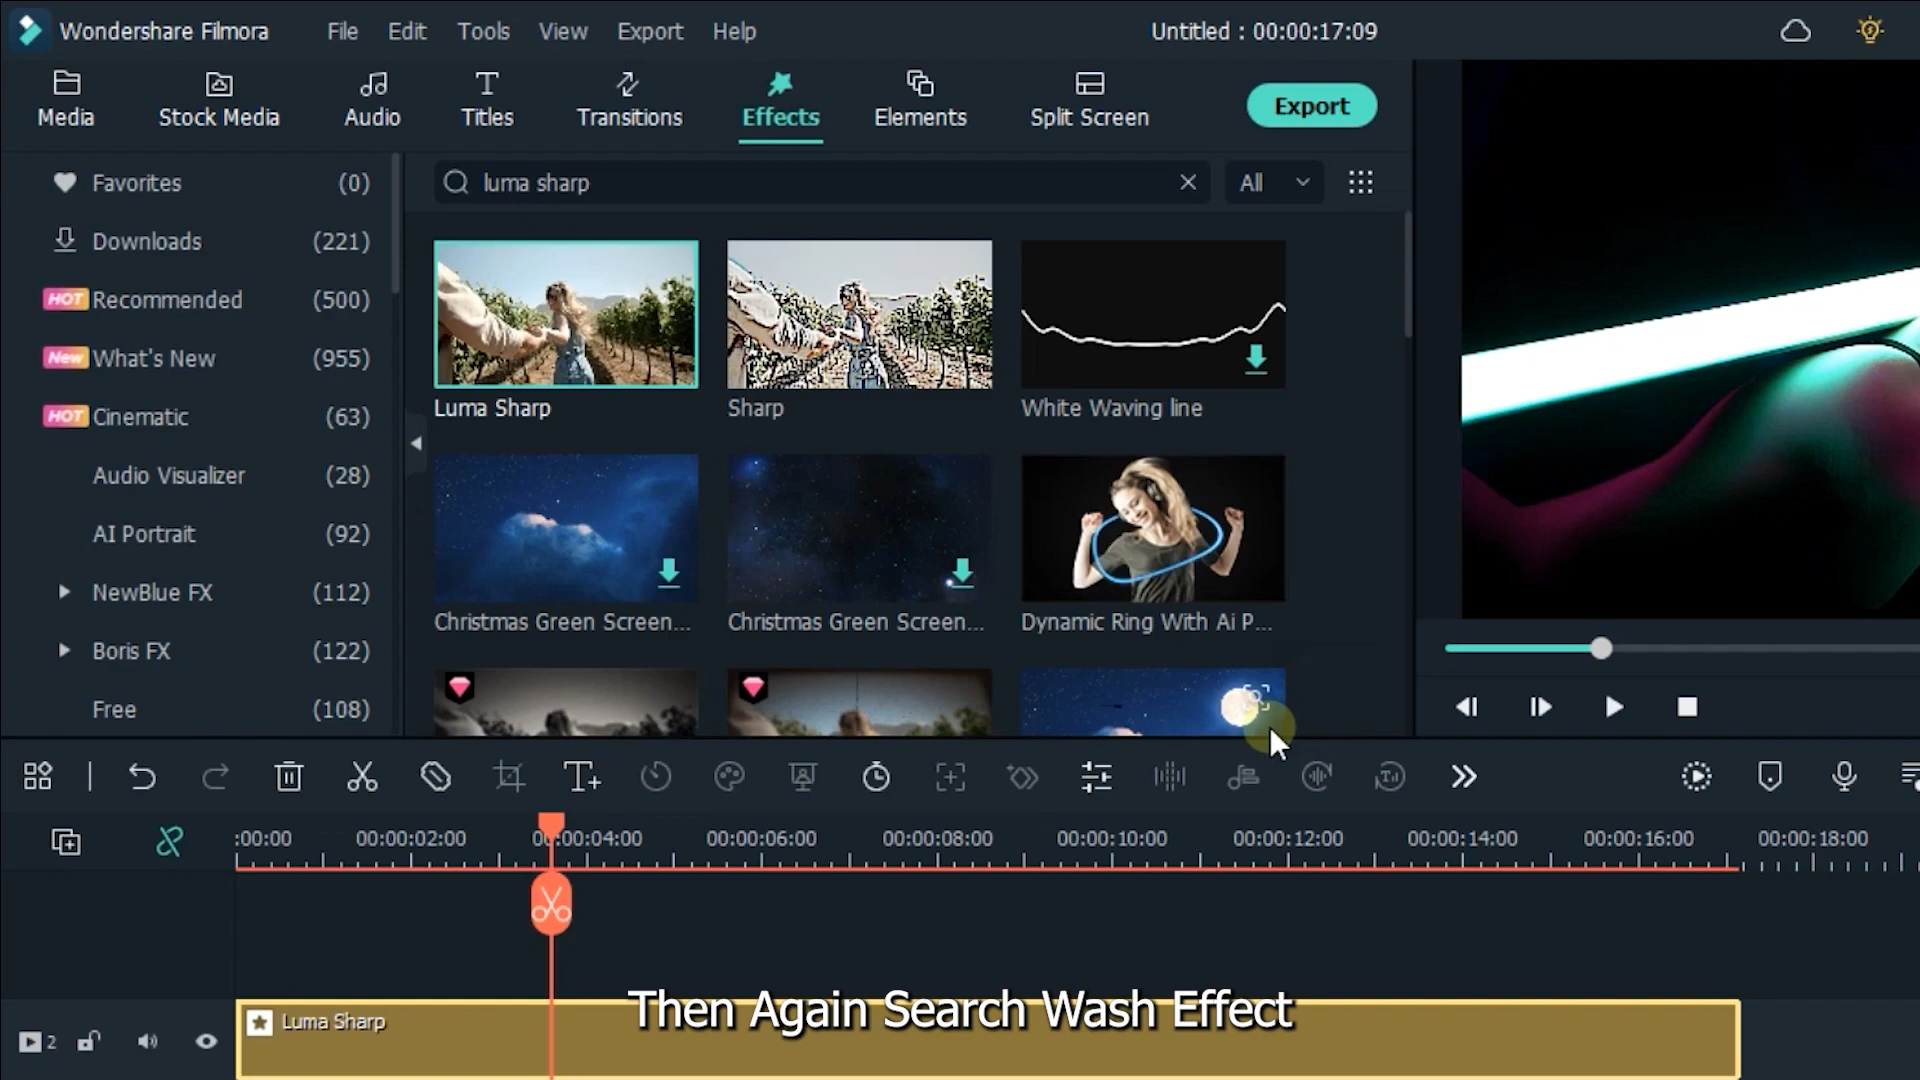 Wondershare Filmora
File
Edit
Tools
View
Export
Help
Untitled : 00:00:17:09
Media
Stock Media
Audio
Titles
Transitions
Effects
Elements
Split Screen
Export
Favorites (0)
Downloads (221)
HOT Recommended (500)
New What's New (955)
HOT Cinematic (63)
Audio Visualizer (28)
AI Portrait (92)
NewBlue FX (112)
Boris FX (122)
Free (108)
luma sharp
All
Luma Sharp
Sharp
White Waving line
Christmas Green Screen...
Christmas Green Screen...
Dynamic Ring With Ai P...
:00:00
00:00:02:00
00:00:04:00
00:00:06:00
00:00:08:00
00:00:10:00
00:00:12:00
00:00:14:00
00:00:16:00
00:00:18:00
2
Luma Sharp
Then Again Search Wash Effect